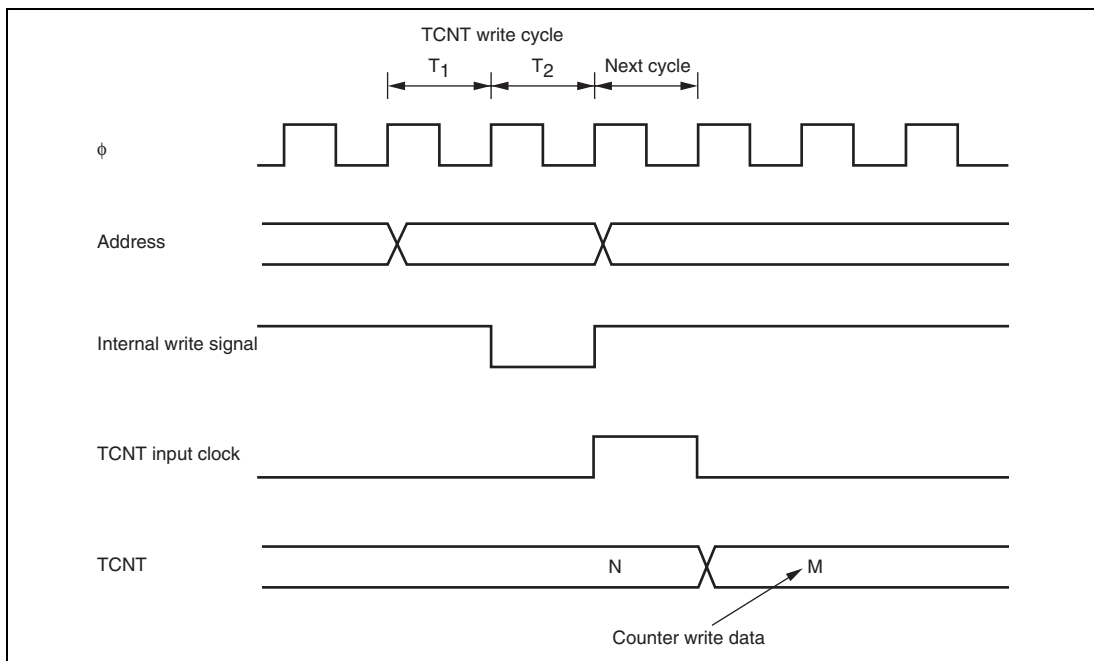 TCNT write cycle
T1 T2 Next cycle
ϕ
Address
Internal write signal
TCNT input clock
TCNT N M
Counter write data